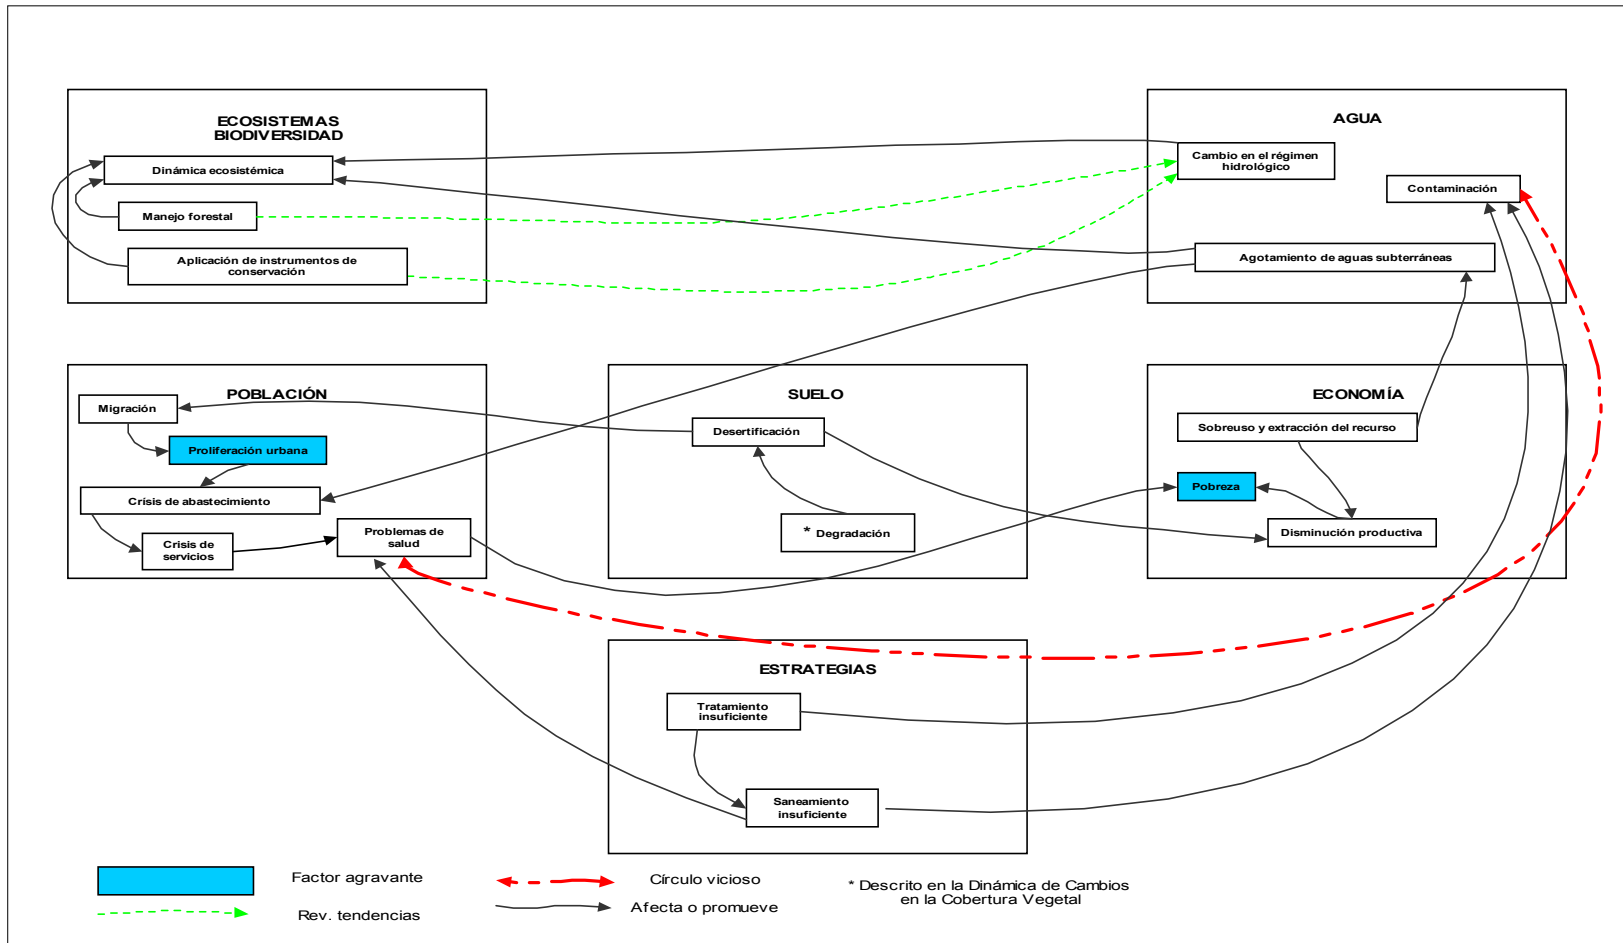 ECOSISTEMAS
BIODIVERSIDAD
Dinámica ecosistémica
Manejo forestal
Aplicación de instrumentos de
conservación
AGUA
Cambio en el régimen
hidrológico
Contaminación
Agotamiento de aguas subterráneas
POBLACIÓN
Migración
Proliferación urbana
Crisis de abastecimiento
Crisis de
servicios
Problemas de
salud
SUELO
Desertificación
* Degradación
ECONOMÍA
Sobreuso y extracción del recurso
Pobreza
Disminución productiva
ESTRATEGIAS
Tratamiento
insuficiente
Saneamiento
insuficiente
Factor agravante
Rev. tendencias
Círculo vicioso
Afecta o promueve
* Descrito en la Dinámica de Cambios
en la Cobertura Vegetal